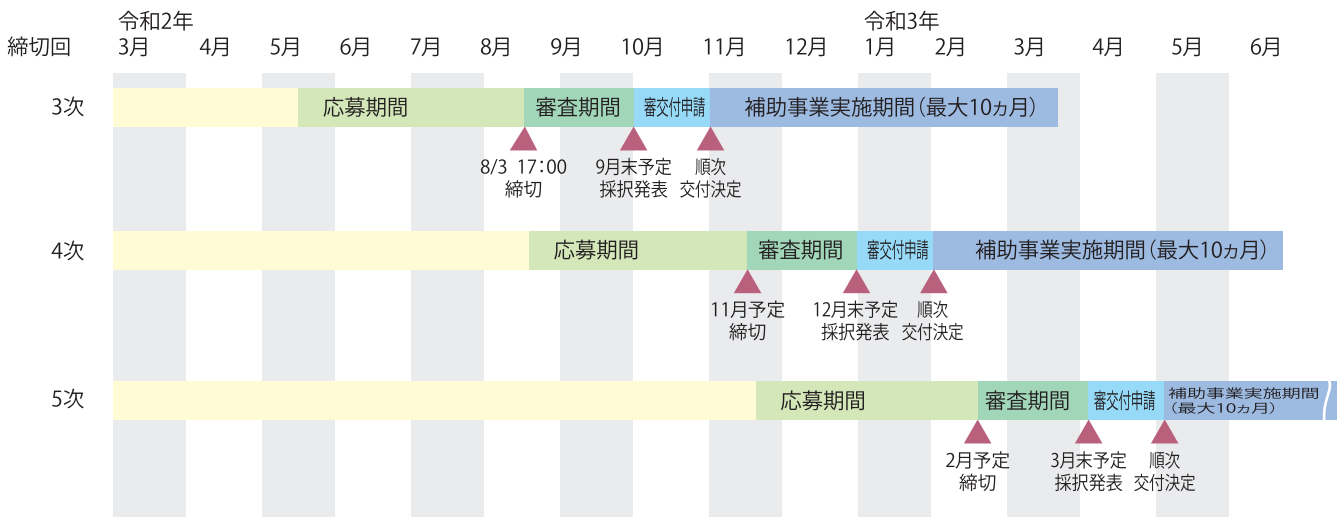 令和2年 令和3年
締切回 3月 4月 5月 6月 7月 8月 9月 10月 11月 12月 1月 2月 3月 4月 5月 6月
3次 応募期間 審査期間 審交付申請 補助事業実施期間（最大10ヵ月）
8/3 17：00 9月末予定 順次
締切 採択発表 交付決定
4次 応募期間 審査期間 審交付申請 補助事業実施期間（最大10ヵ月）
11月予定 12月末予定 順次
締切 採択発表 交付決定
5次 応募期間 審査期間 審交付申請 補助事業実施期間
（最大10ヵ月）
2月予定 3月末予定 順次
締切 採択発表 交付決定